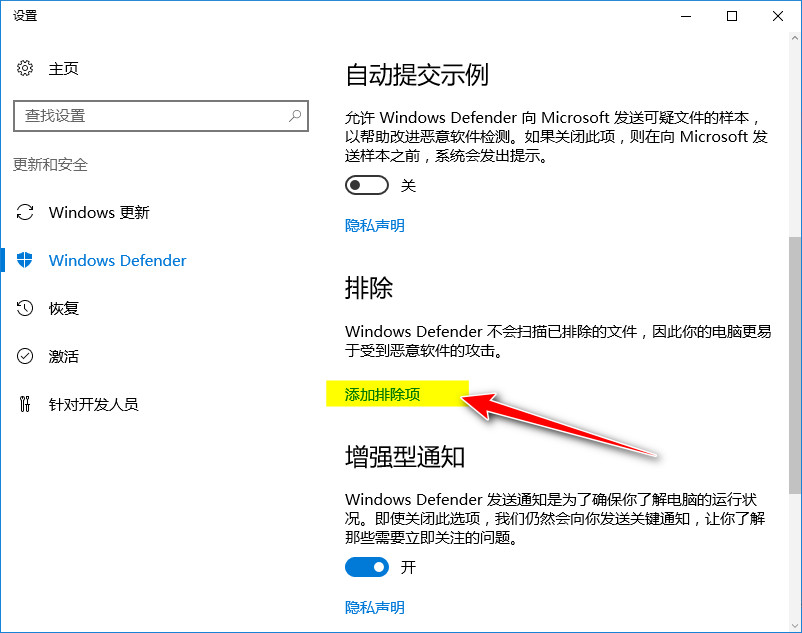 设置
主页
查找设置
更新和安全
Windows 更新
Windows Defender
恢复
激活
针对开发人员
自动提交示例
允许 Windows Defender 向 Microsoft 发送可疑文件的样本，
以帮助改进恶意软件检测。如果关闭此项，则在向 Microsoft 发
送样本之前，系统会发出提示。
关
隐私声明
排除
Windows Defender 不会扫描已排除的文件，因此你的电脑更易
于受到恶意软件的攻击。
添加排除项
增强型通知
Windows Defender 发送通知是为了确保你了解电脑的运行状
况。即使关闭此选项，我们仍然会向你发送关键通知，让你了解
那些需要立即关注的问题。
开
隐私声明